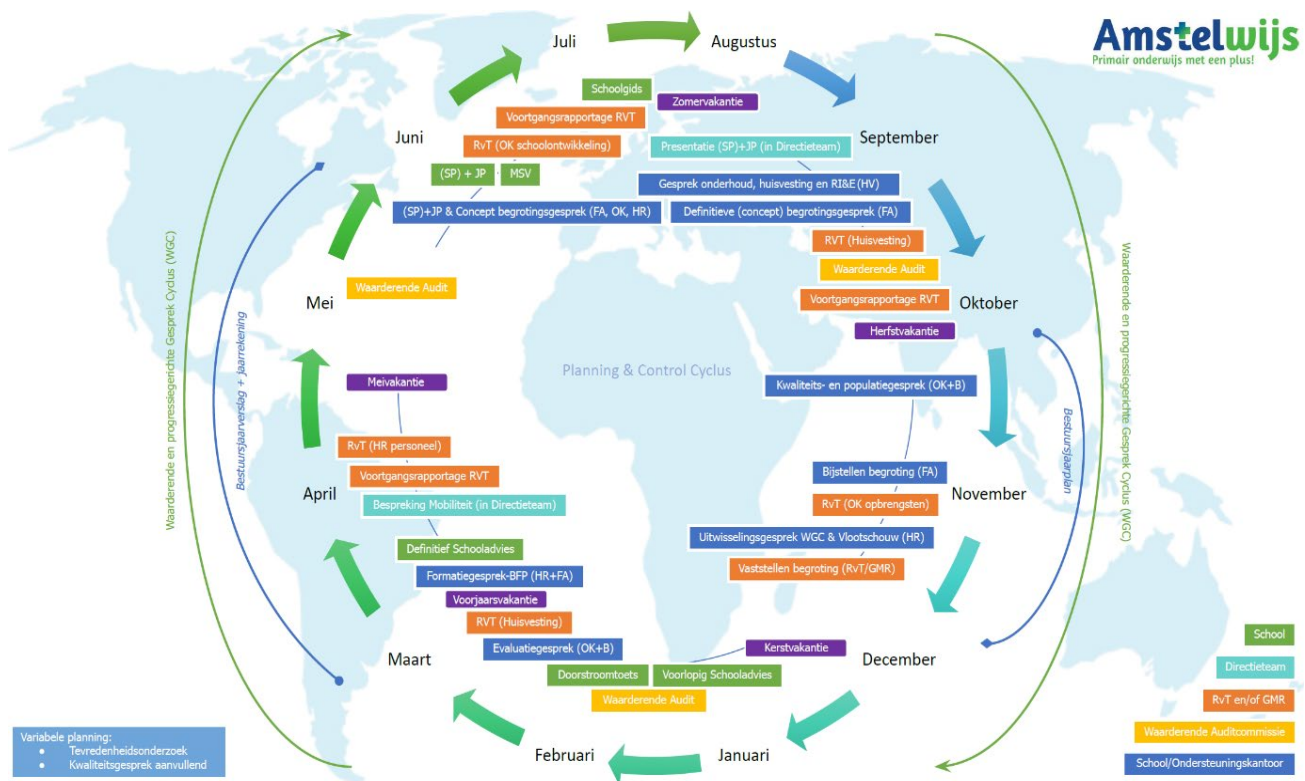 Amstelwijs
Primair onderwijs met een plus!
Juli
Augustus
September
Oktober
November
December
Januari
Februari
Maart
April
Mei
Juni
Schoolgids
Zomervakantie
Voortgangsrapportage RVT
RvT (OK schoolontwikkeling)
(SP) + JP
MSV
(SP)+JP & Concept begrotingsgesprek (FA, OK, HR)
Presentatie (SP)+JP (in Directieteam)
Gesprek onderhoud, huisvesting en RI&E (HV)
Definitieve (concept) begrotingsgesprek (FA)
RVT (Huisvesting)
Waarderende Audit
Voortgangsrapportage RVT
Herfstvakantie
Kwaliteits- en populatiegesprek (OK+B)
Bijstellen begroting (FA)
RvT (OK opbrengsten)
Uitwisselingsgesprek WGC & Vlootschouw (HR)
Vaststellen begroting (RvT/GMR)
Kerstvakantie
Doorstroomtoets
Voorlopig Schooladvies
Waarderende Audit
Evaluatiegesprek (OK+B)
RVT (Huisvesting)
Voorjaarsvakantie
Formatiegesprek-BFP (HR+FA)
Definitief Schooladvies
Bespreking Mobiliteit (in Directieteam)
Voortgangsrapportage RVT
RvT (HR personeel)
Meivakantie
Waarderende Audit
Planning & Control Cyclus
Waarderende en progressiegerichte Gesprek Cyclus (WGC)
Bestuursjaarverslag + jaarrekening
Bestuursjaarplan
Waarderende en progressiegerichte Gesprek Cyclus (WGC)
Variabele planning:
● Tevredenheidsonderzoek
● Kwaliteitsgesprek aanvullend
School
Directieteam
RvT en/of GMR
Waarderende Auditcommissie
School/Ondersteuningskantoor